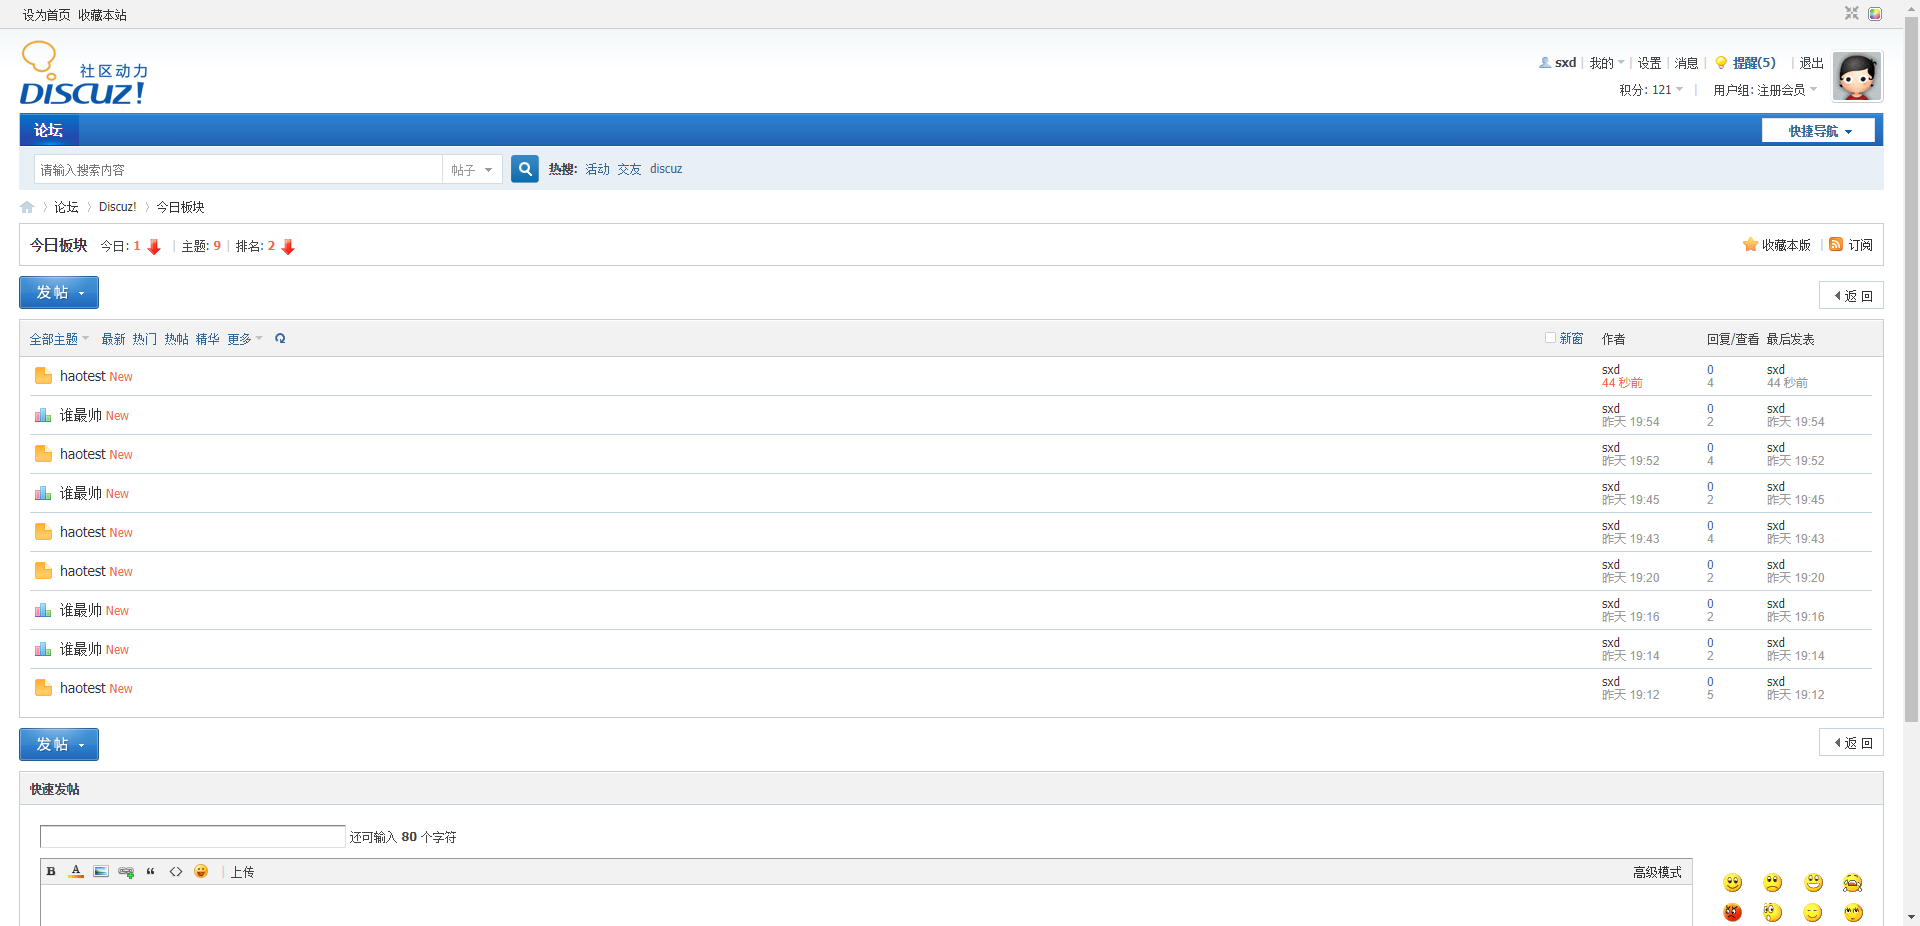 设为首页 收藏本站
社区动力
DISCUZ!
sxd 我的 设置 消息 提醒(5) 退出
积分: 121 用户组: 注册会员
论坛 快捷导航
请输入搜索内容 帖子 热搜: 活动 交友 discuz
论坛 Discuz! 今日板块
今日板块 今日: 1 主题: 9 排名: 2 收藏本版 订阅
发帖 返 回
全部主题 最新 热门 热帖 精华 更多 新窗 作者 回复/查看 最后发表
haotest New sxd 0 sxd
44 秒前 4 44 秒前
谁最帅 New sxd 0 sxd
昨天 19:54 2 昨天 19:54
haotest New sxd 0 sxd
昨天 19:52 4 昨天 19:52
谁最帅 New sxd 0 sxd
昨天 19:45 2 昨天 19:45
haotest New sxd 0 sxd
昨天 19:43 4 昨天 19:43
haotest New sxd 0 sxd
昨天 19:20 2 昨天 19:20
谁最帅 New sxd 0 sxd
昨天 19:16 2 昨天 19:16
谁最帅 New sxd 0 sxd
昨天 19:14 2 昨天 19:14
haotest New sxd 0 sxd
昨天 19:12 5 昨天 19:12
发帖 返 回
快速发帖
还可输入 80 个字符
B A “ <> 上传 高级模式